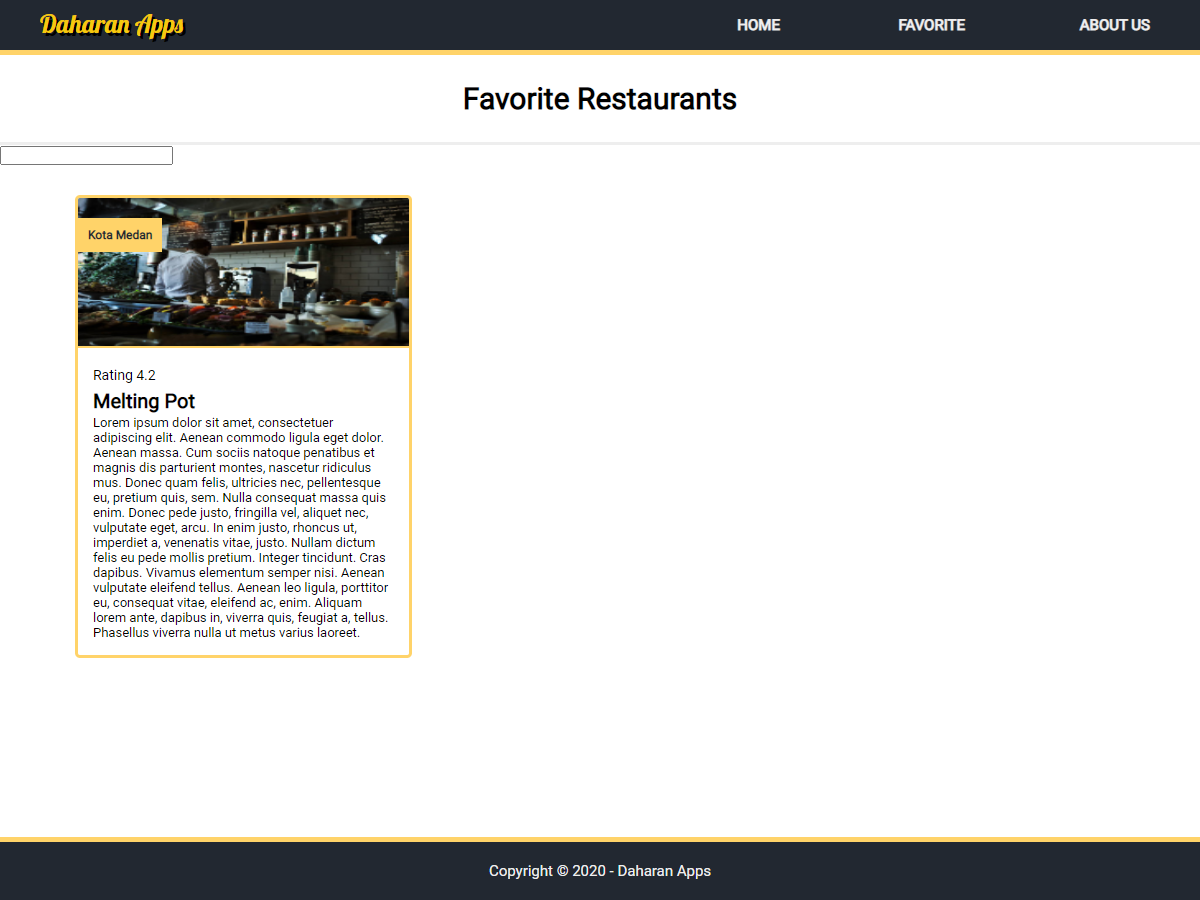 Daharan Apps
HOME
FAVORITE
ABOUT US
Favorite Restaurants
Kota Medan
Rating 4.2
Melting Pot
Lorem ipsum dolor sit amet, consectetuer
adipiscing elit. Aenean commodo ligula eget dolor.
Aenean massa. Cum sociis natoque penatibus et
magnis dis parturient montes, nascetur ridiculus
mus. Donec quam felis, ultricies nec, pellentesque
eu, pretium quis, sem. Nulla consequat massa quis
enim. Donec pede justo, fringilla vel, aliquet nec,
vulputate eget, arcu. In enim justo, rhoncus ut,
imperdiet a, venenatis vitae, justo. Nullam dictum
felis eu pede mollis pretium. Integer tincidunt. Cras
dapibus. Vivamus elementum semper nisi. Aenean
vulputate eleifend tellus. Aenean leo ligula, porttitor
eu, consequat vitae, eleifend ac, enim. Aliquam
lorem ante, dapibus in, viverra quis, feugiat a, tellus.
Phasellus viverra nulla ut metus varius laoreet.
Copyright © 2020 - Daharan Apps